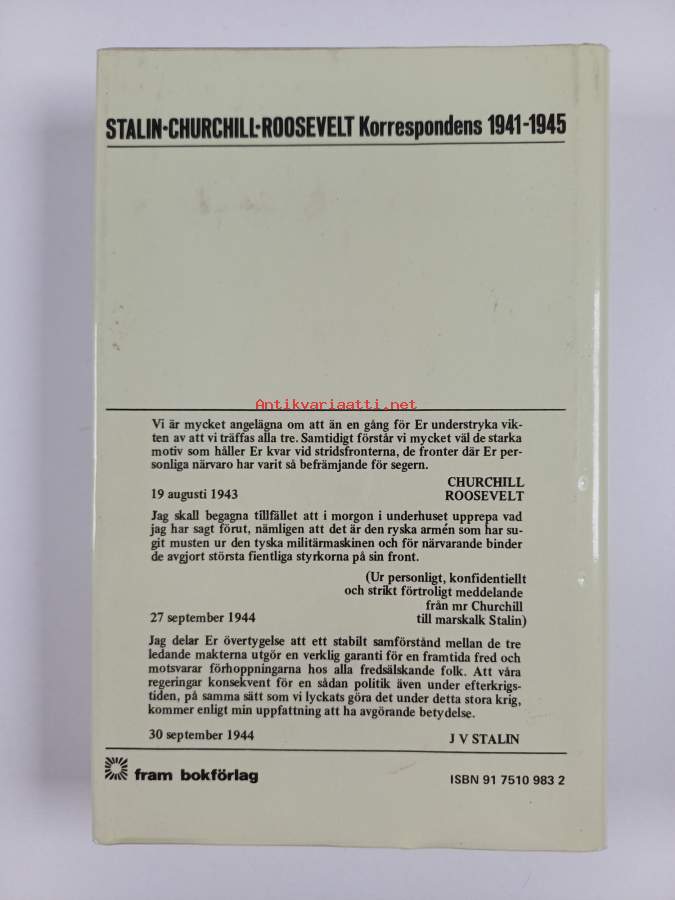 STALIN-CHURCHILL-ROOSEVELT Korrespondens 1941-1945
Antikvariaatti.net
Vi är mycket angelägna om att än en gång för Er understryka vik-
ten av att vi träffas alla tre. Samtidigt förstår vi mycket väl de starka
motiv som håller Er kvar vid stridsfronterna, de fronter där Er per-
sonliga närvaro har varit så befrämjande för segern.
CHURCHILL
19 augusti 1943 ROOSEVELT
Jag skall begagna tillfället att i morgon i underhuset upprepa vad
jag har sagt förut, nämligen att det är den ryska armén som har su-
git musten ur den tyska militärmaskinen och för närvarande binder
de avgjort största fientliga styrkorna på sin front.
(Ur personligt, konfidentiellt
och strikt förtroligt meddelande
från mr Churchill
27 september 1944 till marskalk Stalin)
Jag delar Er övertygelse att ett stabilt samförstånd mellan de tre
ledande makterna utgör en verklig garanti för en framtida fred och
motsvarar förhoppningarna hos alla fredsälskande folk. Att våra
regeringar konsekvent för en sådan politik även under efterkrigs-
tiden, på samma sätt som vi lyckats göra det under detta stora krig,
kommer enligt min uppfattning att ha avgörande betydelse.
30 september 1944 J V STALIN
fram bokförlag ISBN 91 7510 983 2